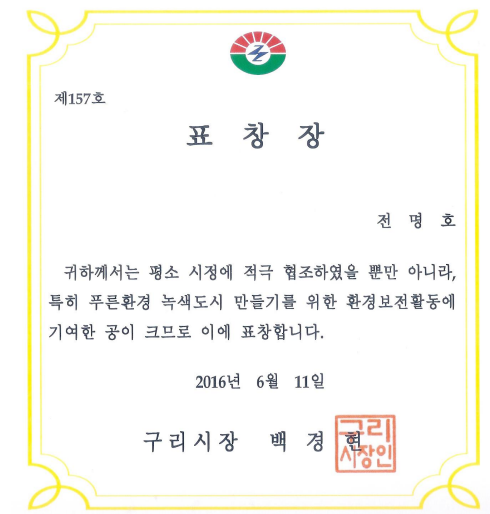 제157호
표 창 장
전 명 호
귀하께서는 평소 시정에 적극 협조하였을 뿐만 아니라,
특히 푸른환경 녹색도시 만들기를 위한 환경보전활동에
기여한 공이 크므로 이에 표창합니다.
2016년 6월 11일
구리시장 백 경 현
구리
시장인